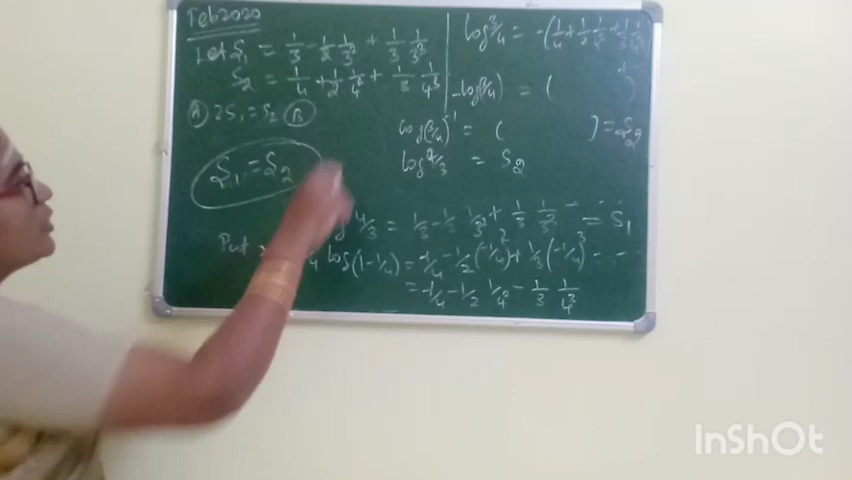 Feb2020
Let S₁ = 1/3 - 1/2 1/3² + 1/3 1/3³
S₂ = 1/4 + 1/2 1/4² + 1/3 1/4³
(A) 2S₁ = S₂ (B)
S₁ = S₂
log 3/4 = -(1/4 + 1/2 1/4² + 1/3 1/4³
-log(3/4) = ( )
log(3/4)⁻¹ = ( ) = S₂
log 4/3 = S₂
4/3 = 1/3 - 1/2 1/3² + 1/3 1/3³ ... = S₁
Put log(1-1/4) = -1/4 - 1/2 (-1/4)² + 1/3 (-1/4)³ ...
= -1/4 - 1/2 1/4² - 1/3 1/4³
InShOt